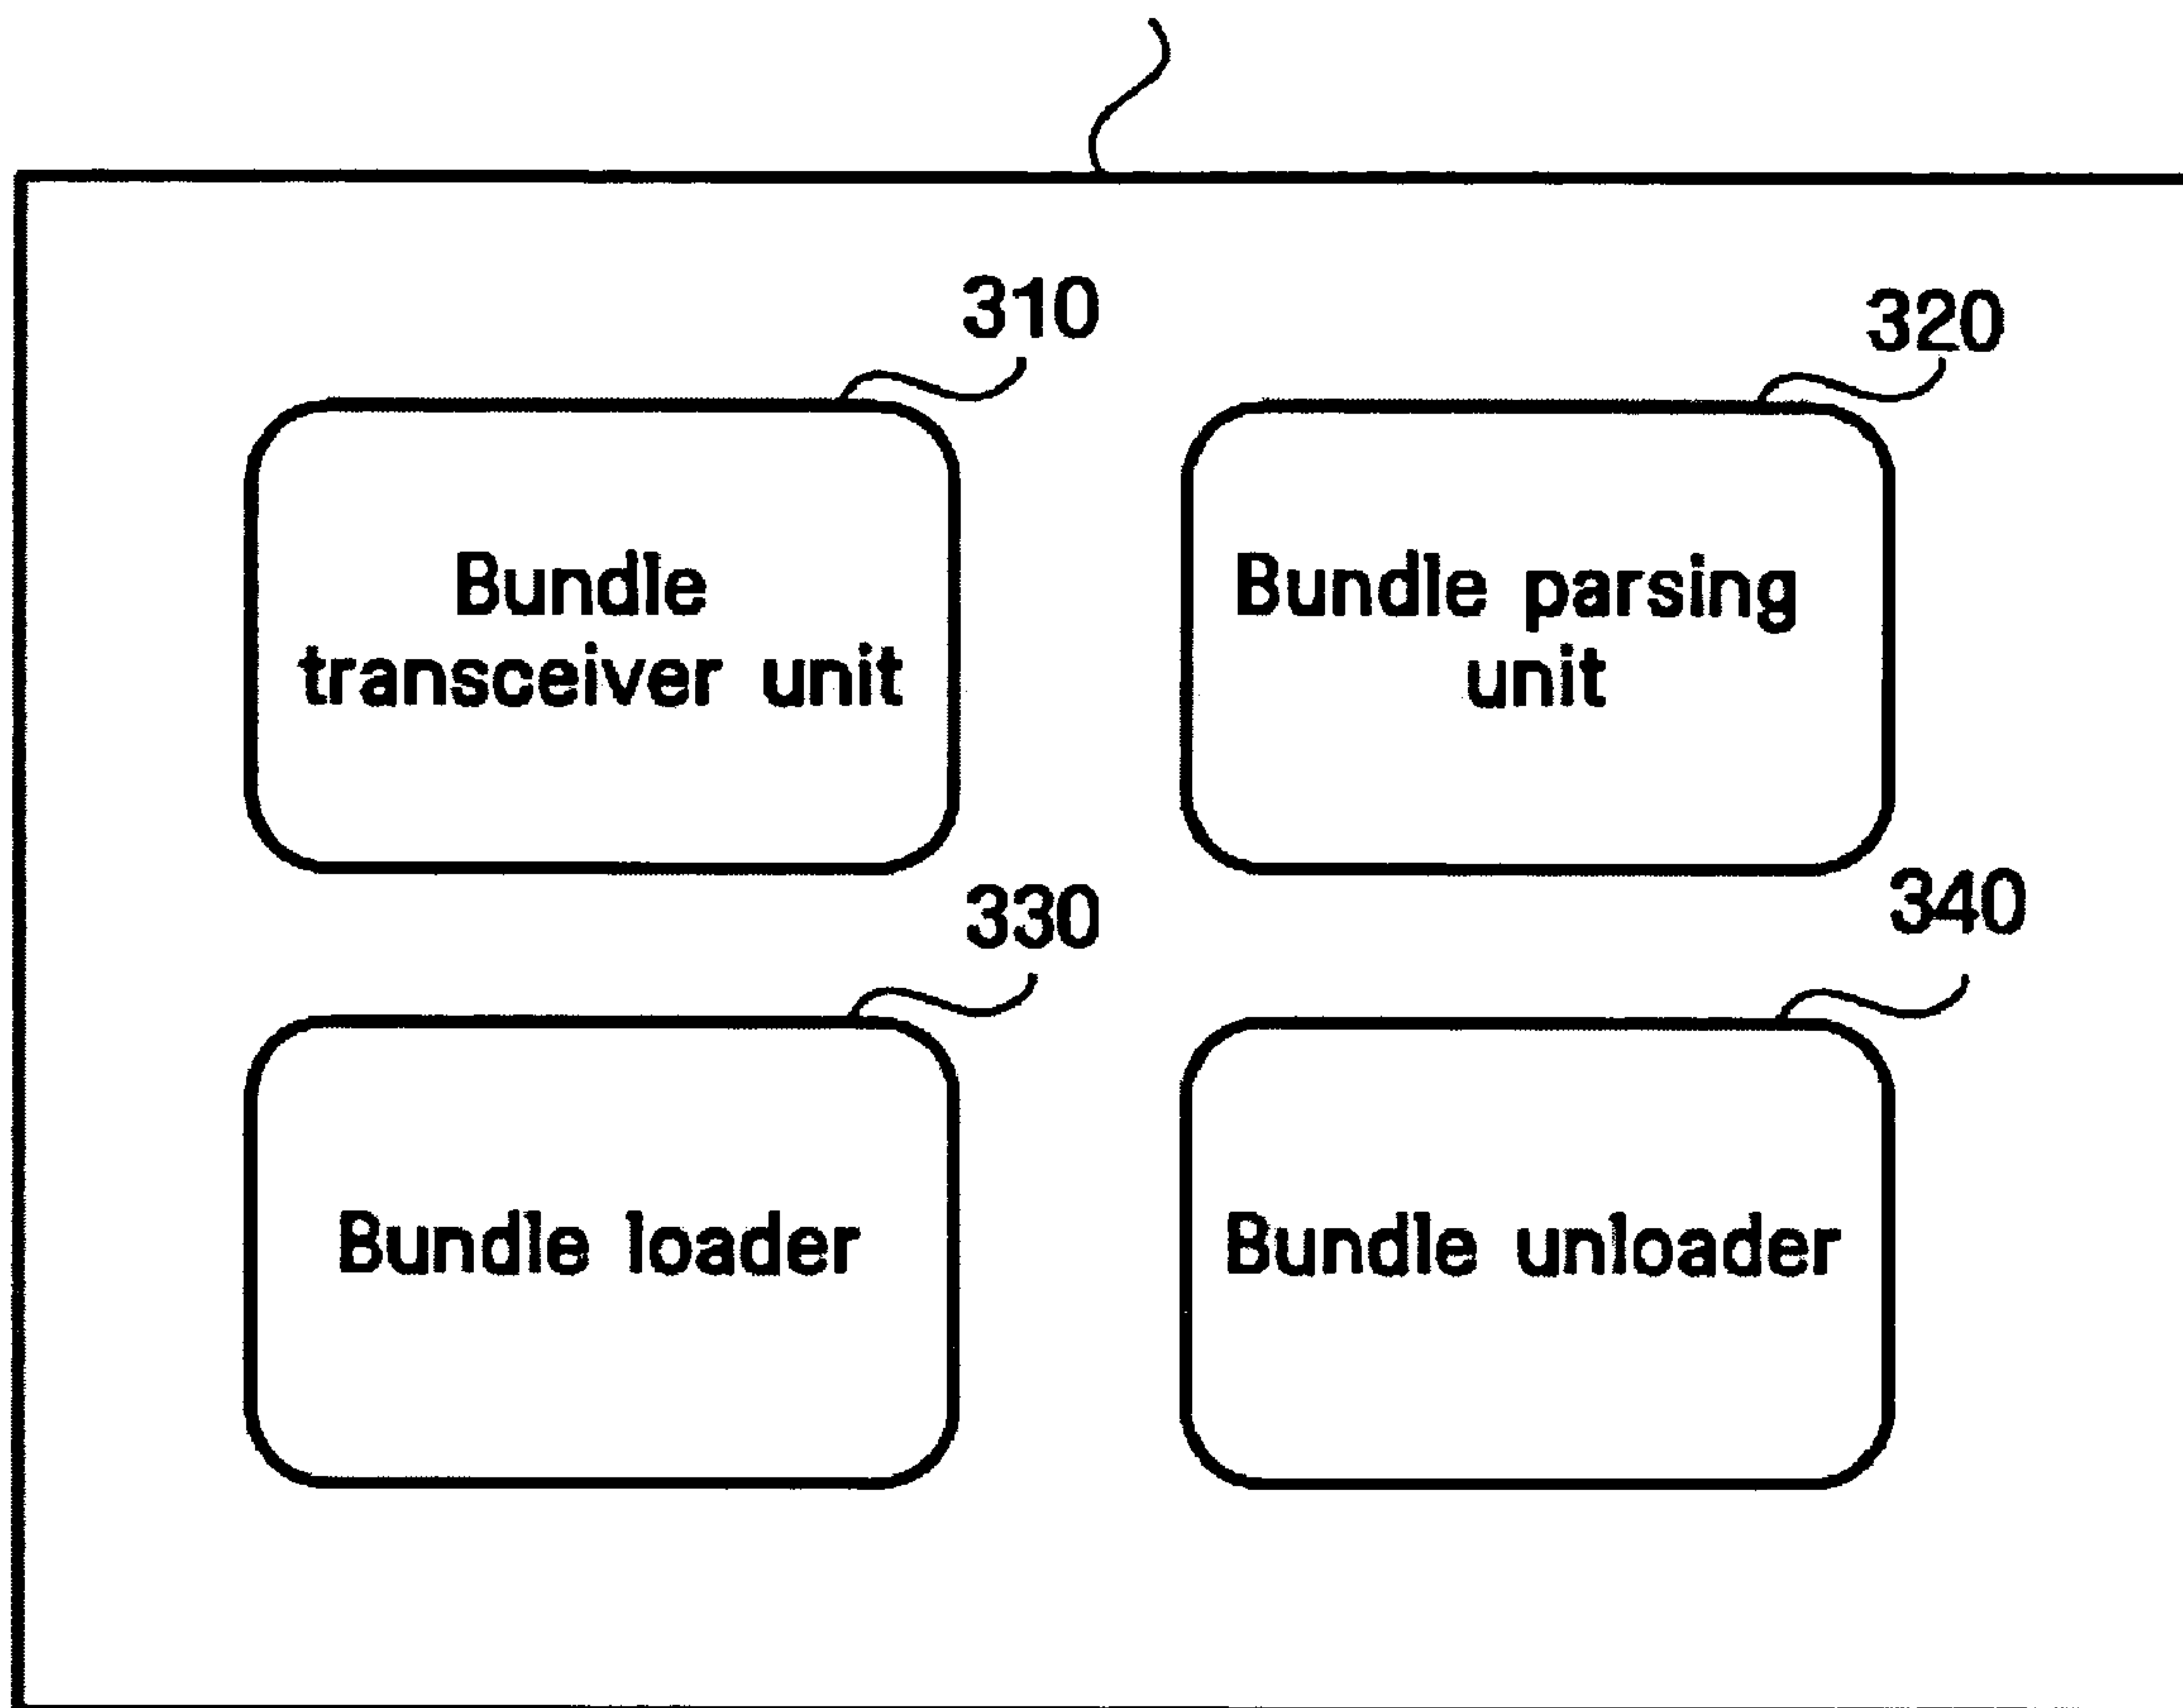 310
320
Bundle
transceiver unit
Bundle parsing
unit
330
340
Bundle loader
Bundle unloader